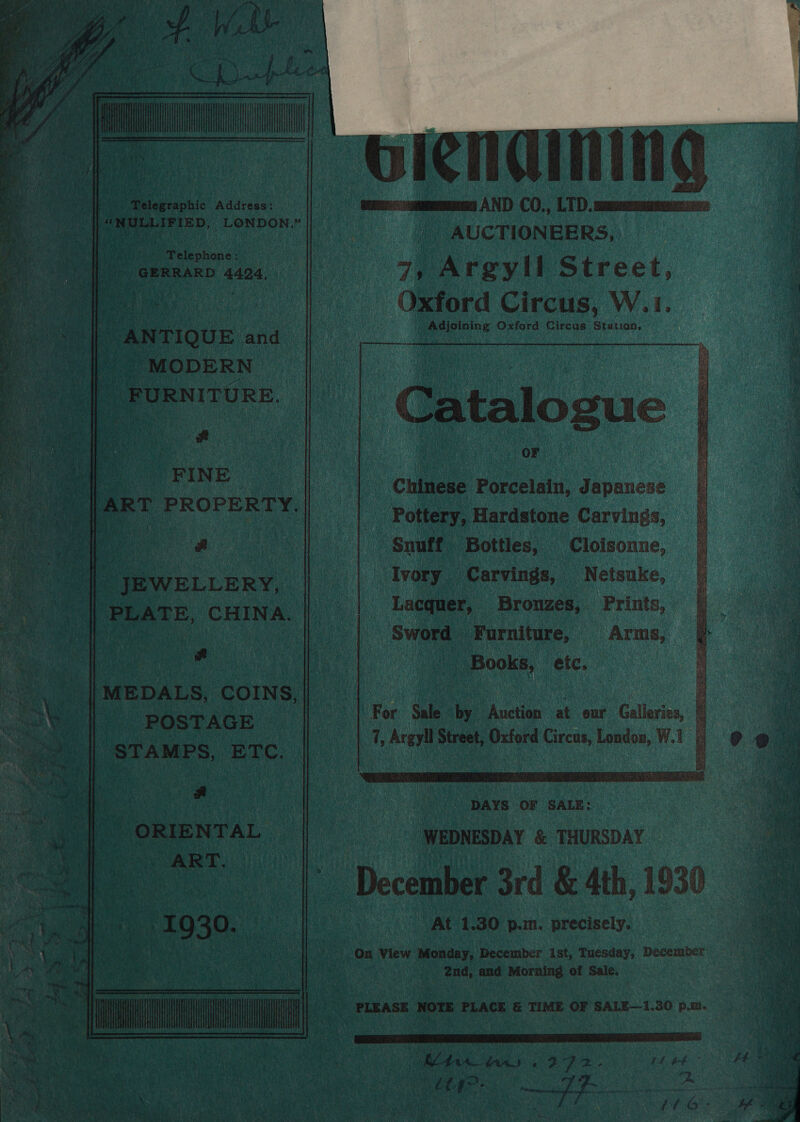 f. Webb
Telegraphic Address:
"NULLIFIED, LONDON."
Telephone:
GERRARD 4424.
ANTIQUE and
MODERN
FURNITURE.
FINE
ART PROPERTY.
JEWELLERY,
PLATE, CHINA.
MEDALS, COINS,
POSTAGE
STAMPS, ETC.
ORIENTAL
ART.
1930.
Glendining
AND CO., LTD.
AUCTIONEERS,
7, Argyll Street,
Oxford Circus, W.1.
Adjoining Oxford Circus Station.
Catalogue
OF
Chinese Porcelain, Japanese
Pottery, Hardstone Carvings,
Snuff Bottles, Cloisonne,
Ivory Carvings, Netsuke,
Lacquer, Bronzes, Prints,
Sword Furniture, Arms,
Books, etc.
For Sale by Auction at our Galleries,
7, Argyll Street, Oxford Circus, London, W.1
DAYS OF SALE:
WEDNESDAY & THURSDAY
December 3rd & 4th, 1930
At 1.30 p.m. precisely.
On View Monday, December 1st, Tuesday, December
2nd, and Morning of Sale.
PLEASE NOTE PLACE & TIME OF SALE—1.30 p.m.
272.
77